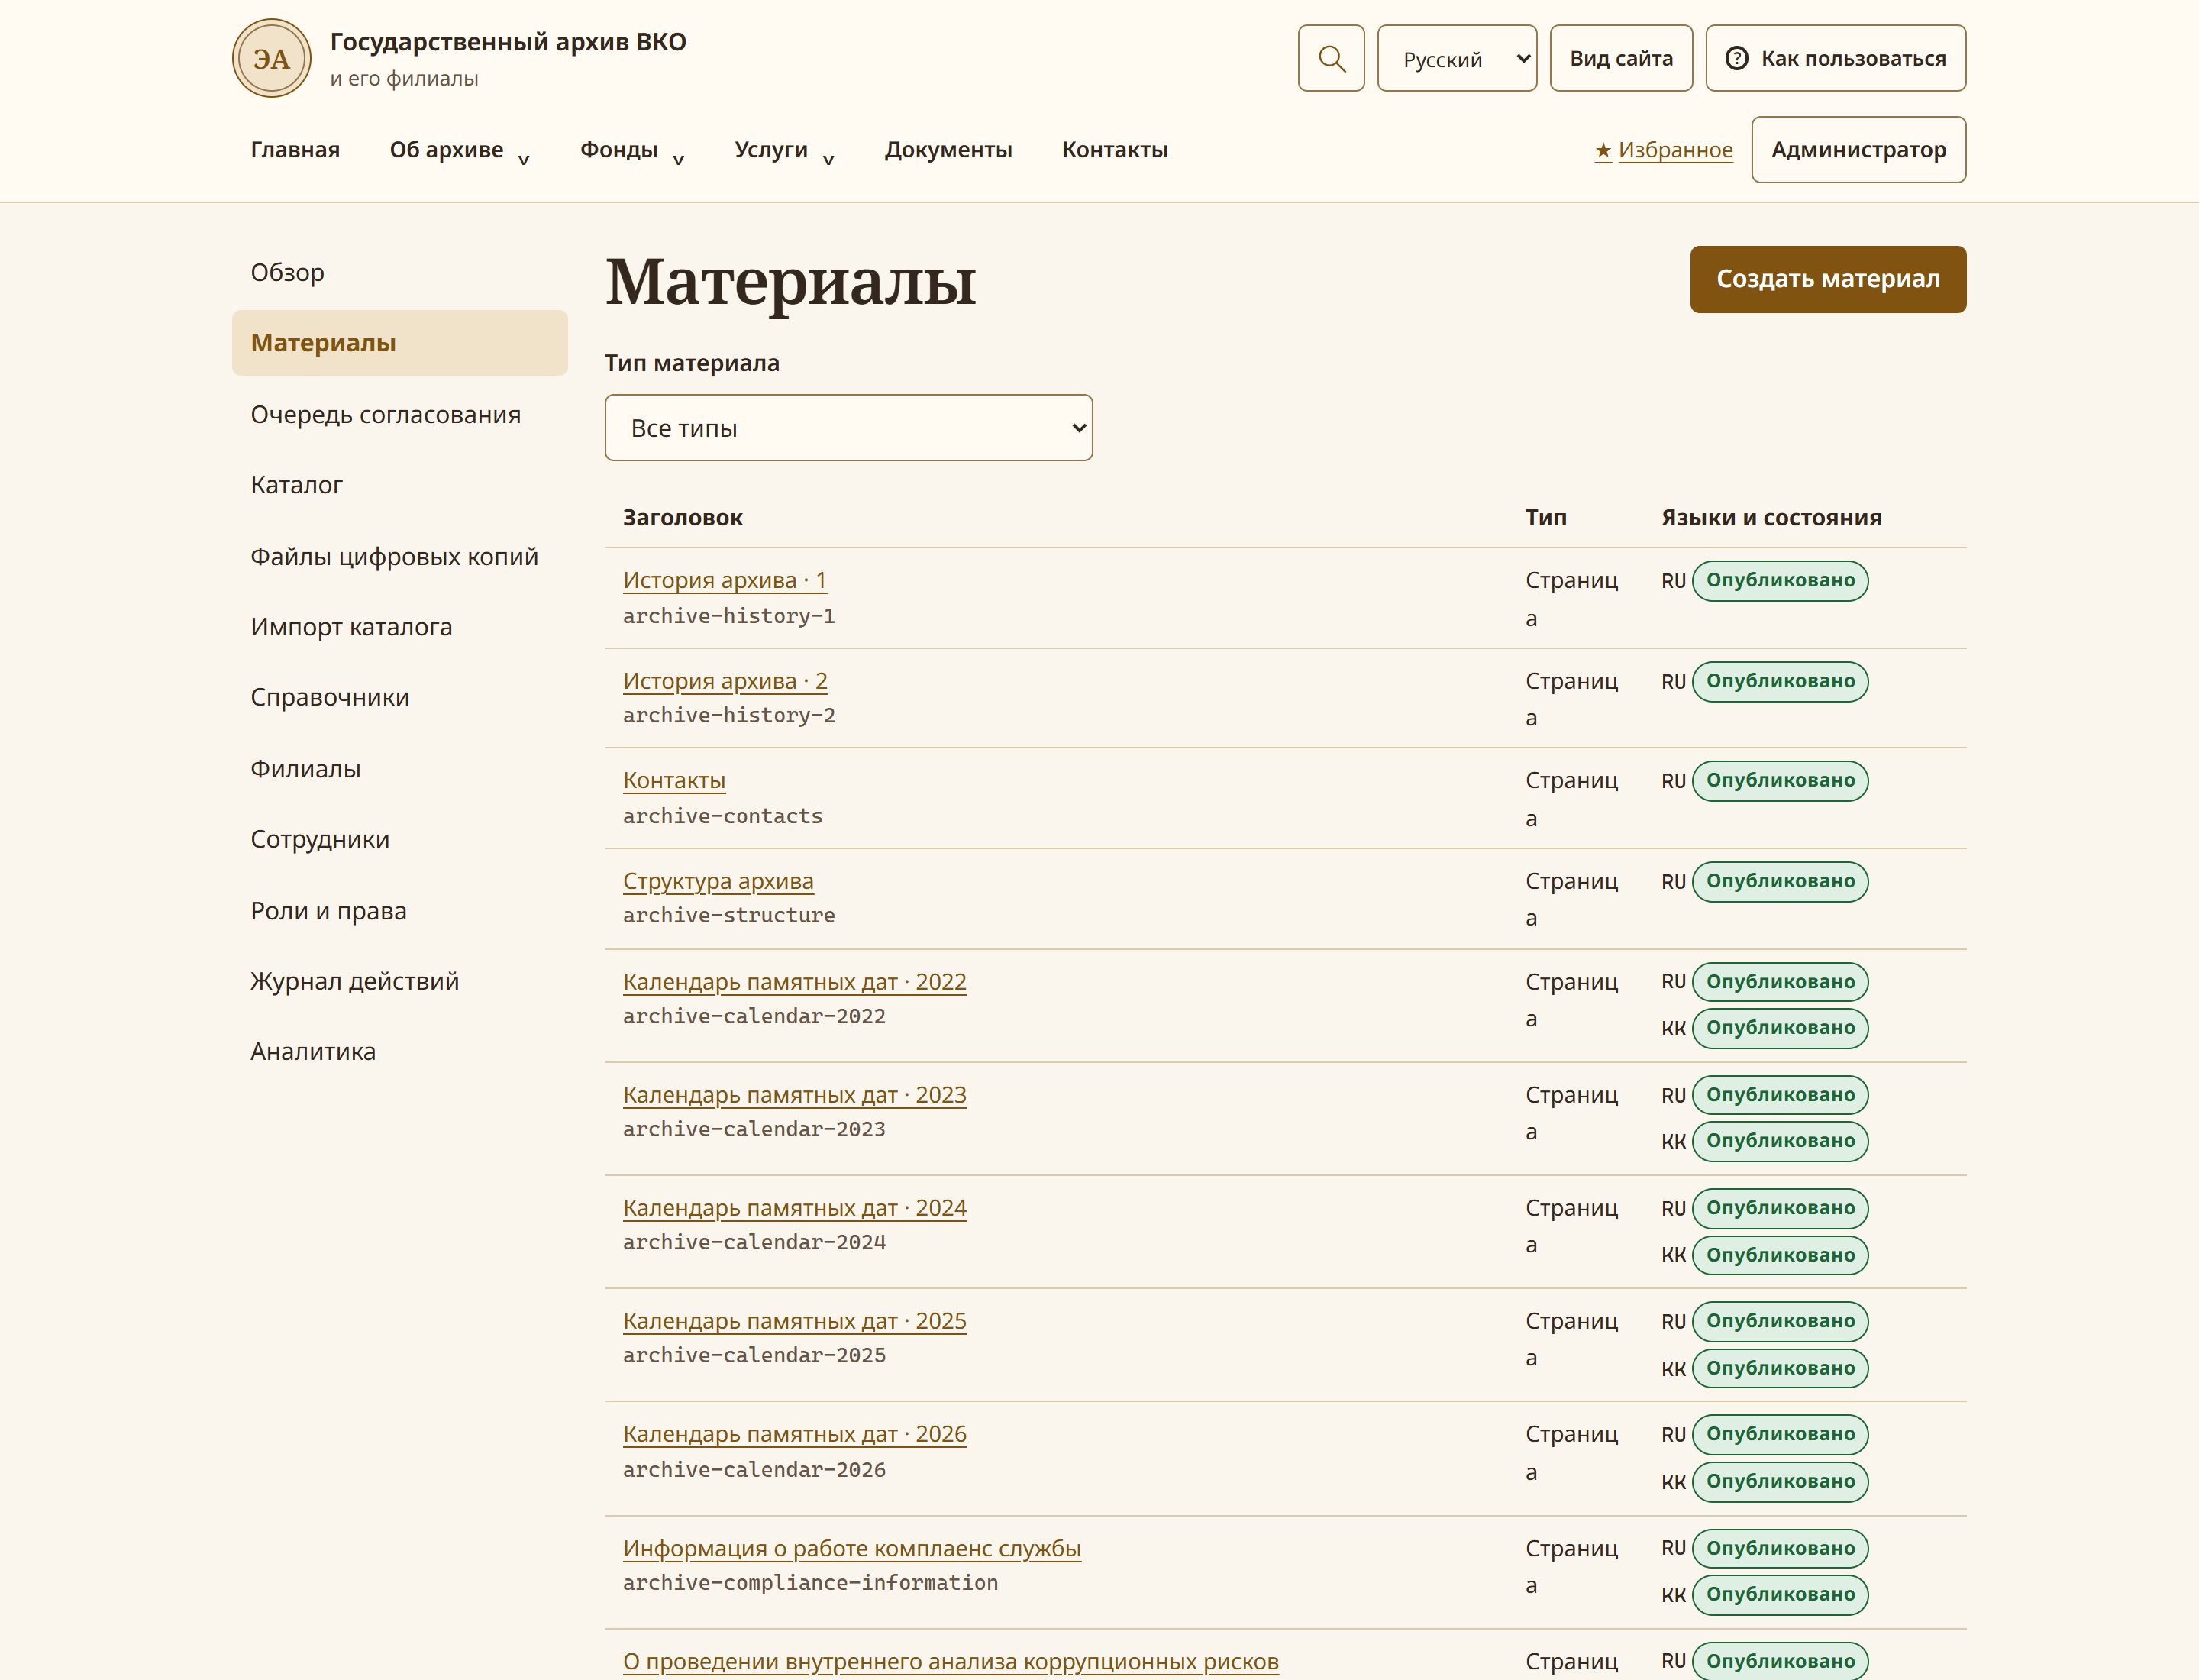 ЭА
Государственный архив ВКО
и его филиалы
Русский
Вид сайта
? Как пользоваться
Главная
Об архиве
Фонды
Услуги
Документы
Контакты
★ Избранное
Администратор
Обзор
Материалы
Очередь согласования
Каталог
Файлы цифровых копий
Импорт каталога
Справочники
Филиалы
Сотрудники
Роли и права
Журнал действий
Аналитика
Материалы
Создать материал
Тип материала
Все типы
Заголовок Тип Языки и состояния
История архива · 1 Страниц RU Опубликовано
archive-history-1 а
История архива · 2 Страниц RU Опубликовано
archive-history-2 а
Контакты Страниц RU Опубликовано
archive-contacts а
Структура архива Страниц RU Опубликовано
archive-structure а
Календарь памятных дат · 2022 Страниц RU Опубликовано
archive-calendar-2022 а KK Опубликовано
Календарь памятных дат · 2023 Страниц RU Опубликовано
archive-calendar-2023 а KK Опубликовано
Календарь памятных дат · 2024 Страниц RU Опубликовано
archive-calendar-2024 а KK Опубликовано
Календарь памятных дат · 2025 Страниц RU Опубликовано
archive-calendar-2025 а KK Опубликовано
Календарь памятных дат · 2026 Страниц RU Опубликовано
archive-calendar-2026 а KK Опубликовано
Информация о работе комплаенс службы Страниц RU Опубликовано
archive-compliance-information а KK Опубликовано
О проведении внутреннего анализа коррупционных рисков Страниц RU Опубликовано